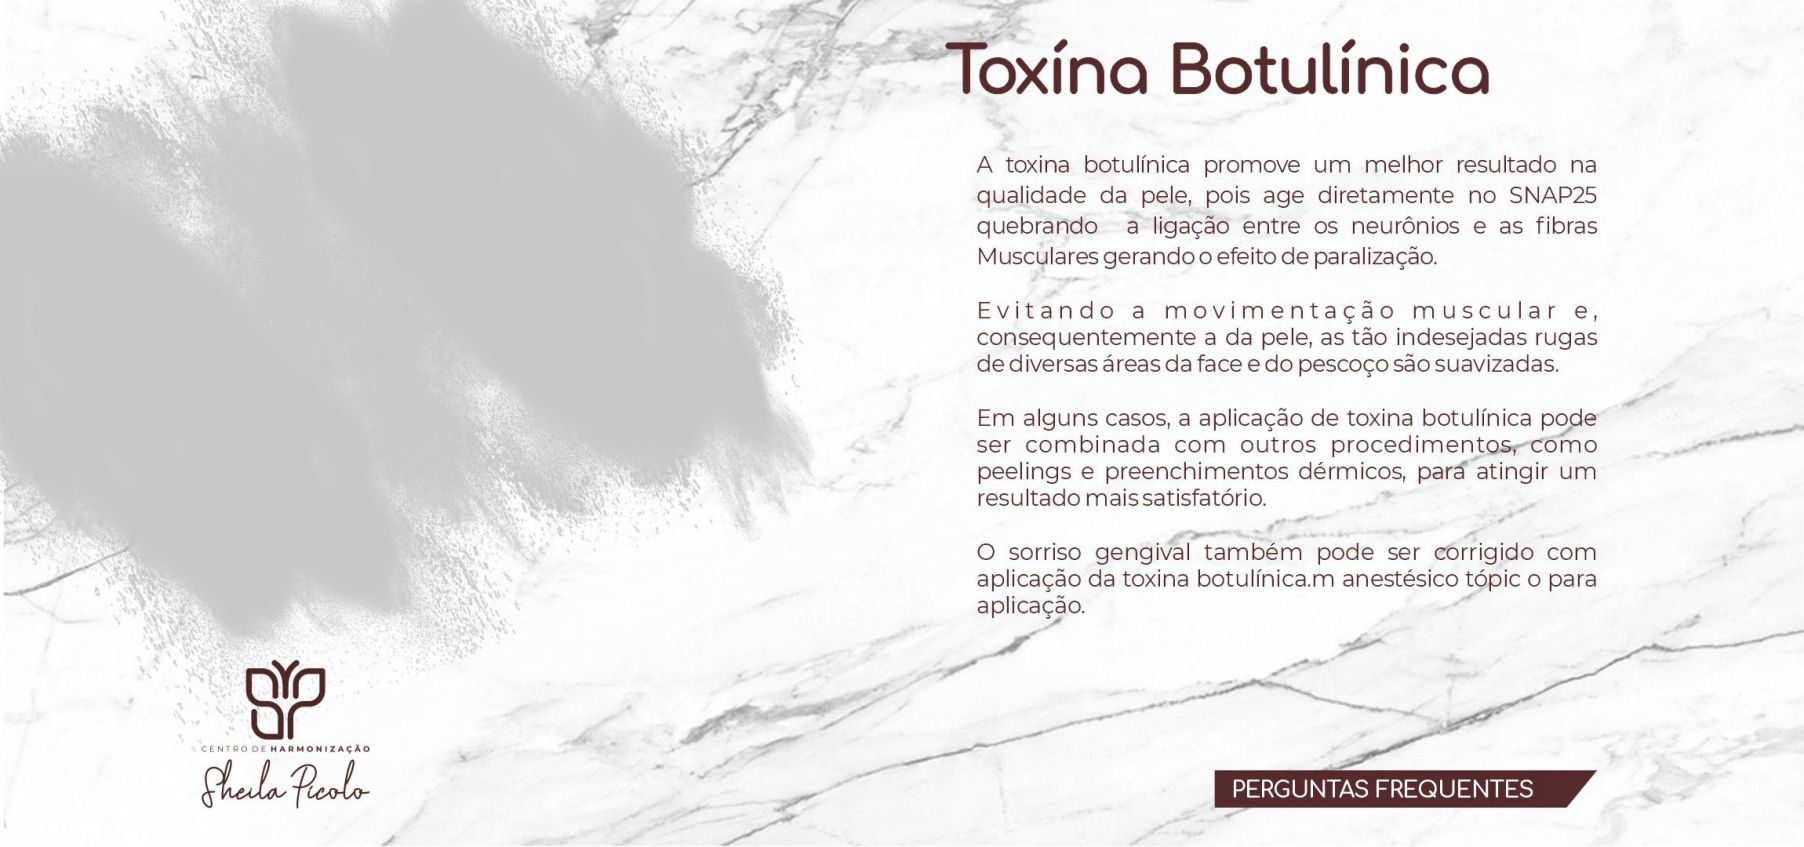 Toxína Botulínica
A toxina botulínica promove um melhor resultado na
qualidade da pele, pois age diretamente no SNAP25
quebrando a ligação entre os neurônios e as fibras
Musculares gerando o efeito de paralização.
Evitando a movimentação muscular e,
consequentemente a da pele, as tão indesejadas rugas
de diversas áreas da face e do pescoço são suavizadas.
Em alguns casos, a aplicação de toxina botulínica pode
ser combinada com outros procedimentos, como
peelings e preenchimentos dérmicos, para atingir um
resultado mais satisfatório.
O sorriso gengival também pode ser corrigido com
aplicação da toxina botulínica.m anestésico tópic o para
aplicação.
CENTRO DE HARMONIZAÇÃO
Sheila Picolo
PERGUNTAS FREQUENTES